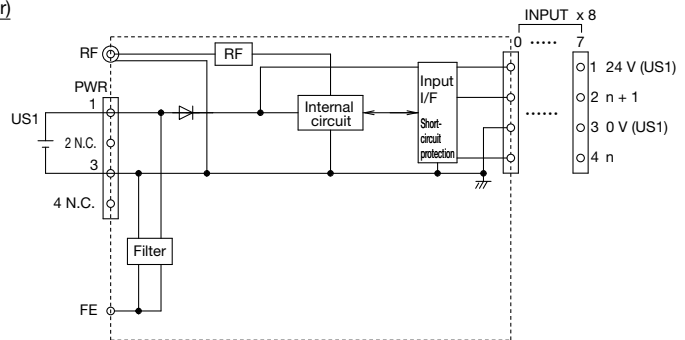 r)
INPUT x 8
0 ····· 7
RF
RF
PWR
1
US1
2 N.C.
3
4 N.C.
Internal
circuit
Input
I/F
Short-
circuit
protection
······
1 24 V (US1)
2 n + 1
3 0 V (US1)
4 n
Filter
FE